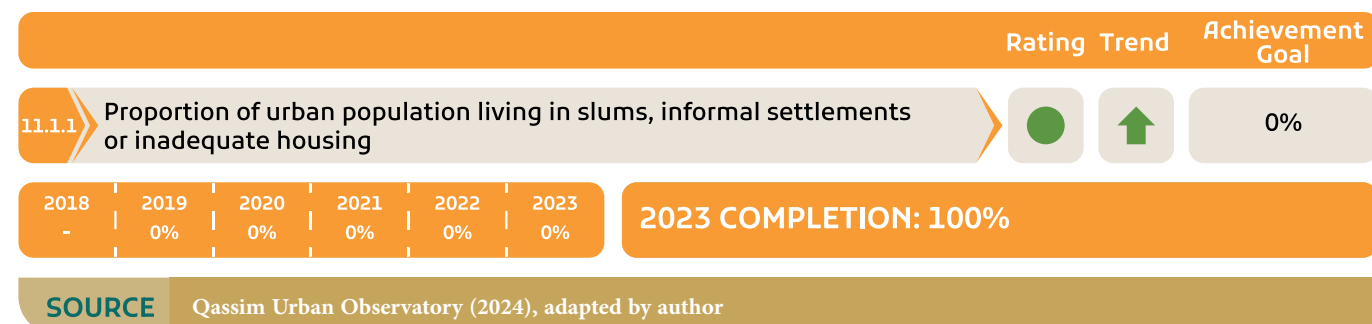 Rating Trend Achievement
Goal
11.1.1 Proportion of urban population living in slums, informal settlements
or inadequate housing
0%
2018 2019 2020 2021 2022 2023
- 0% 0% 0% 0% 0%
2023 COMPLETION: 100%
SOURCE Qassim Urban Observatory (2024), adapted by author